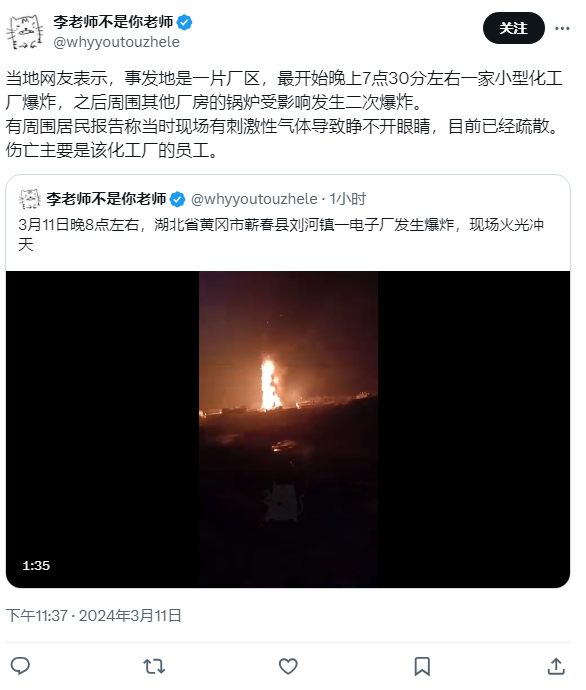 李老师不是你老师
@whyyoutouzhele
关注
当地网友表示，事发地是一片厂区，最开始晚上7点30分左右一家小型化工
厂爆炸，之后周围其他厂房的锅炉受影响发生二次爆炸。
有周围居民报告称当时现场有刺激性气体导致睁不开眼睛，目前已经疏散。
伤亡主要是该化工厂的员工。
李老师不是你老师 @whyyoutouzhele · 1小时
3月11日晚8点左右，湖北省黄冈市蕲春县刘河镇一电子厂发生爆炸，现场火光冲
天
1:35
下午11:37 · 2024年3月11日